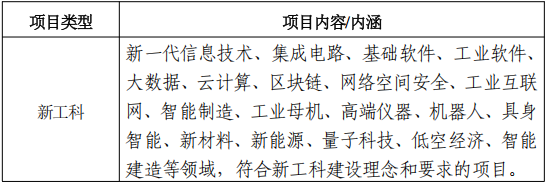 项目类型 项目内容/内涵
新一代信息技术、集成电路、基础软件、工业软件、
大数据、云计算、区块链、网络空间安全、工业互联
网、智能制造、工业母机、高端仪器、机器人、具身
智能、新材料、新能源、量子科技、低空经济、智能
建造等领域，符合新工科建设理念和要求的项目。
新工科